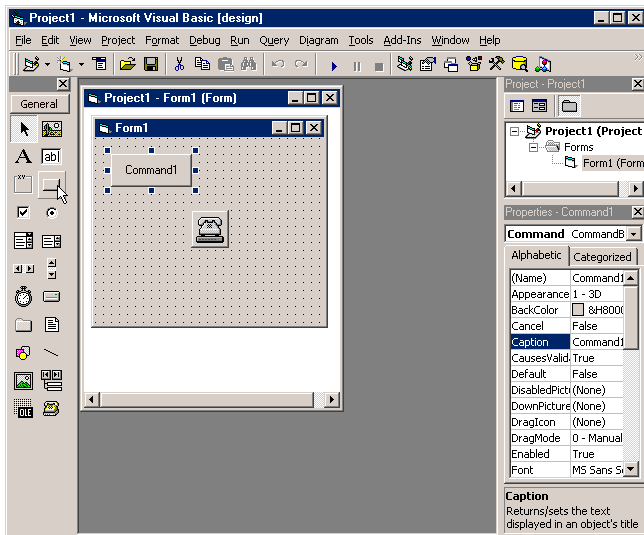 Project1 - Microsoft Visual Basic [design]
File Edit View Project Format Debug Run Query Diagram Tools Add-Ins Window Help
General
A ab|
xy
OLE
Project1 - Form1 (Form)
Form1
Command1
Project - Project1
Project1 (Project
Forms
Form1 (Form
Properties - Command1
Command1 CommandB
Alphabetic Categorized
(Name) Command1
Appearance 1 - 3D
BackColor &H8000
Cancel False
Caption Command1
CausesValid True
Default False
DisabledPict (None)
DownPicture (None)
DragIcon (None)
DragMode 0 - Manual
Enabled True
Font MS Sans S
Caption
Returns/sets the text
displayed in an object's title